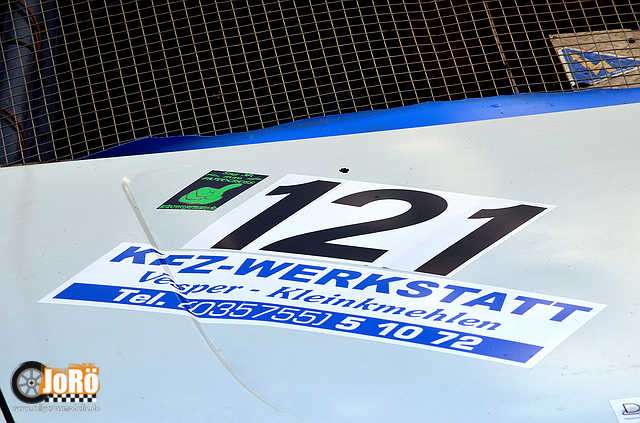 121
KFZ-WERKSTATT
Vesper - Kleinkmehlen
Tel. (035755) 5 10 72
JoRö